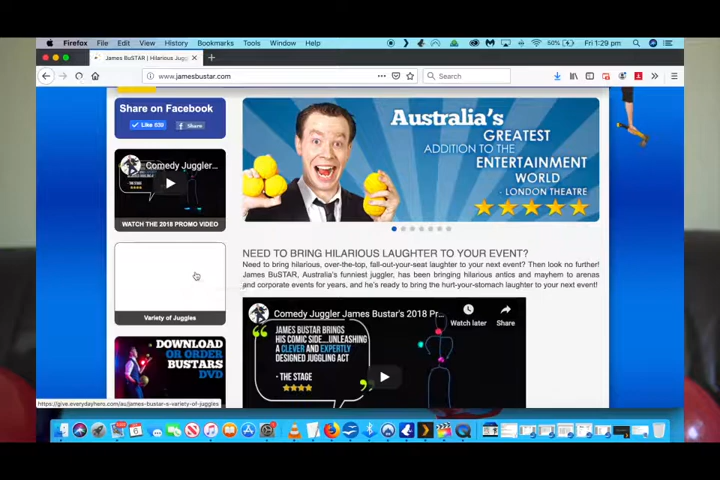 Firefox File Edit View History Bookmarks Tools Window Help
50% Fri 1:29 pm
James BuSTAR | Hilarious Jugg
www.jamesbustar.com
Search
Share on Facebook
Like 839 Share
Comedy Juggler...
WATCH THE 2018 PROMO VIDEO
Variety of Juggles
DOWNLOAD
OR ORDER
BUSTARS
DVD
Australia's
GREATEST
ADDITION TO THE
ENTERTAINMENT
WORLD
- LONDON THEATRE
NEED TO BRING HILARIOUS LAUGHTER TO YOUR EVENT?
Need to bring hilarious, over-the-top, fall-out-your-seat laughter to your next event? Then look no further!
James BuSTAR, Australia's funniest juggler, has been bringing hilarious antics and mayhem to arenas
and corporate events for years, and he's ready to bring the hurt-your-stomach laughter to your next event!
Comedy Juggler James Bustar's 2018 Pr...
Watch later Share
JAMES BUSTAR BRINGS
HIS COMIC SIDE...UNLEASHING
A CLEVER AND EXPERTLY
DESIGNED JUGGLING ACT
- THE STAGE
https://give.everydayhero.com/au/james-bustar-s-variety-of-juggles